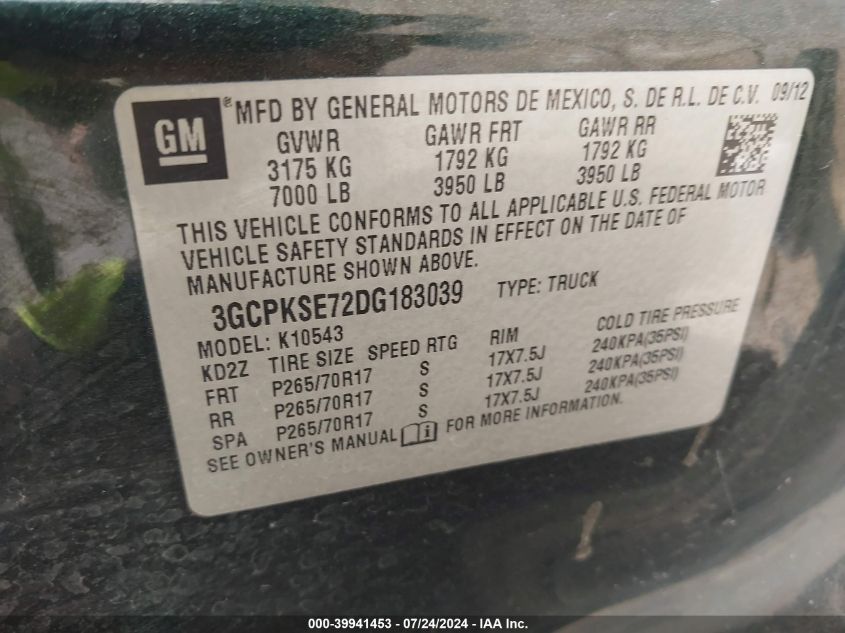 GM ® MFD BY GENERAL MOTORS DE MEXICO, S. DE R.L. DE C.V. 09/12
GVWR GAWR FRT GAWR RR
3175 KG 1792 KG 1792 KG
7000 LB 3950 LB 3950 LB
THIS VEHICLE CONFORMS TO ALL APPLICABLE U.S. FEDERAL MOTOR
VEHICLE SAFETY STANDARDS IN EFFECT ON THE DATE OF
MANUFACTURE SHOWN ABOVE.
3GCPKSE72DG183039 TYPE: TRUCK
MODEL: K10543
KD2Z TIRE SIZE SPEED RTG RIM COLD TIRE PRESSURE
FRT P265/70R17 S 17X7.5J 240KPA(35PSI)
RR P265/70R17 S 17X7.5J 240KPA(35PSI)
SPA P265/70R17 S 17X7.5J 240KPA(35PSI)
SEE OWNER'S MANUAL i FOR MORE INFORMATION.
000-39941453 - 07/24/2024 - IAA Inc.